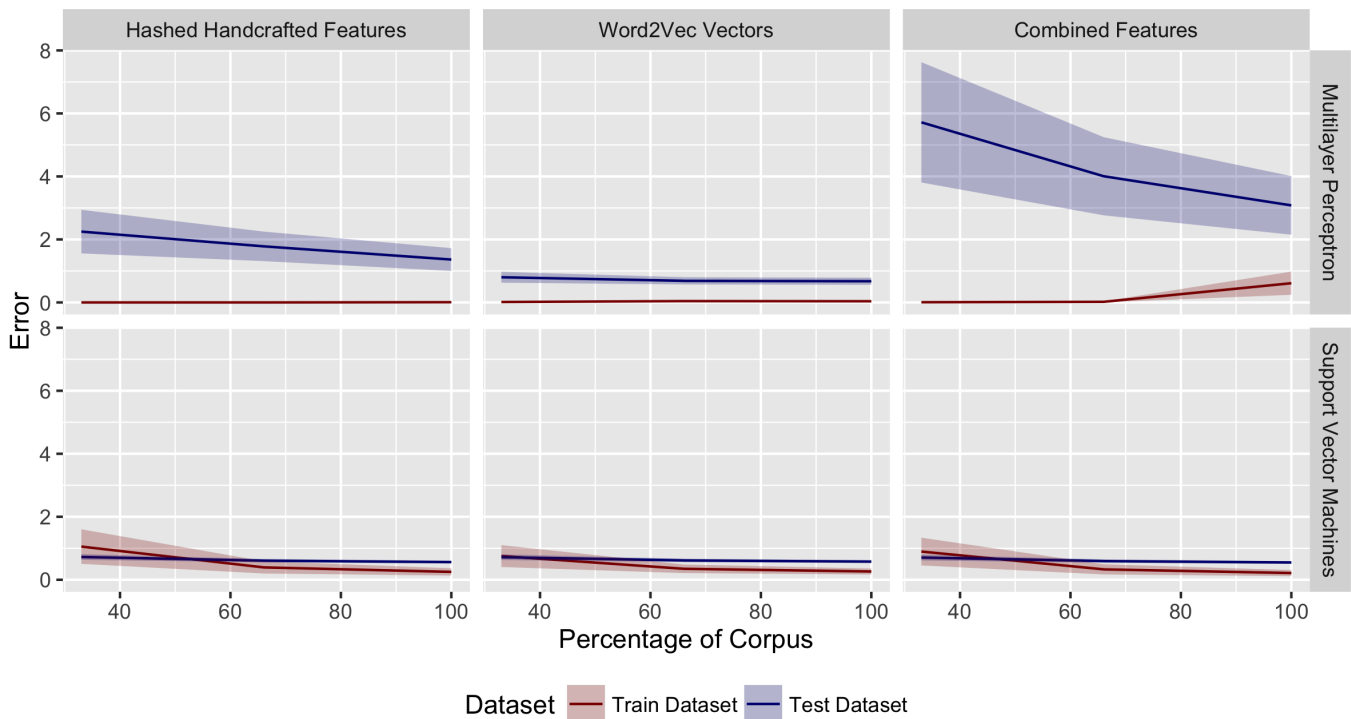 Hashed Handcrafted Features
Word2Vec Vectors
Combined Features
8
6
4
2
0
Multilayer Perceptron
Error
8
6
4
2
0
Support Vector Machines
40 60 80 100
40 60 80 100
40 60 80 100
Percentage of Corpus
Dataset Train Dataset Test Dataset